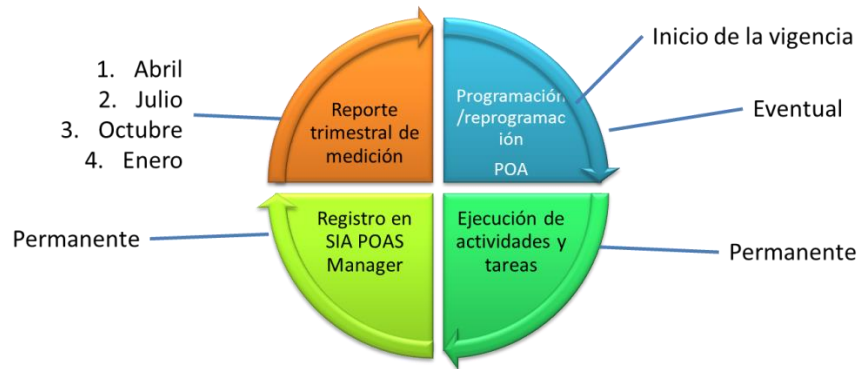 1. Abril
2. Julio
3. Octubre
4. Enero
Reporte
trimestral de
medición
Programación
/reprogramac
ión
POA
Inicio de la vigencia
Eventual
Permanente
Registro en
SIA POAS
Manager
Ejecución de
actividades y
tareas
Permanente